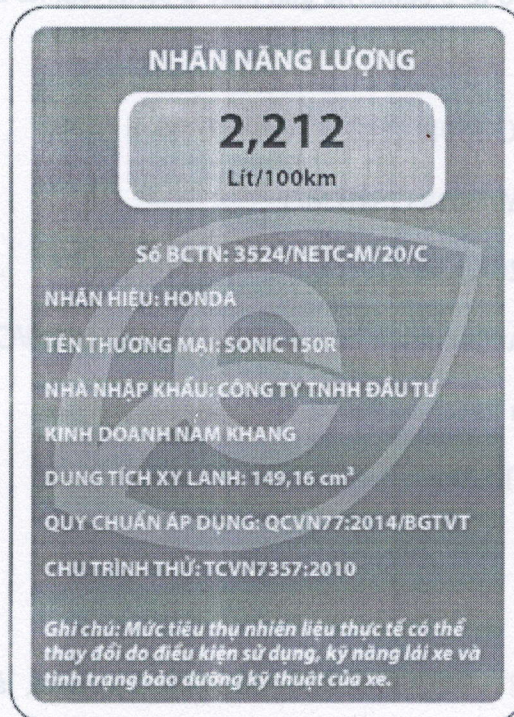 NHÃN NĂNG LƯỢNG
2,212
Lít/100km
Số BCTN: 3524/NETC-M/20/C
NHÃN HIỆU: HONDA
TÊN THƯƠNG MẠI: SONIC 150R
NHÀ NHẬP KHẨU: CÔNG TY TNHH ĐẦU TƯ
KINH DOANH NAM KHANG
DUNG TÍCH XY LANH: 149,16 cm³
QUY CHUẨN ÁP DỤNG: QCVN77:2014/BGTVT
CHU TRÌNH THỬ: TCVN7357:2010
Ghi chú: Mức tiêu thụ nhiên liệu thực tế có thể
thay đổi do điều kiện sử dụng, kỹ năng lái xe và
tình trạng bảo dưỡng kỹ thuật của xe.